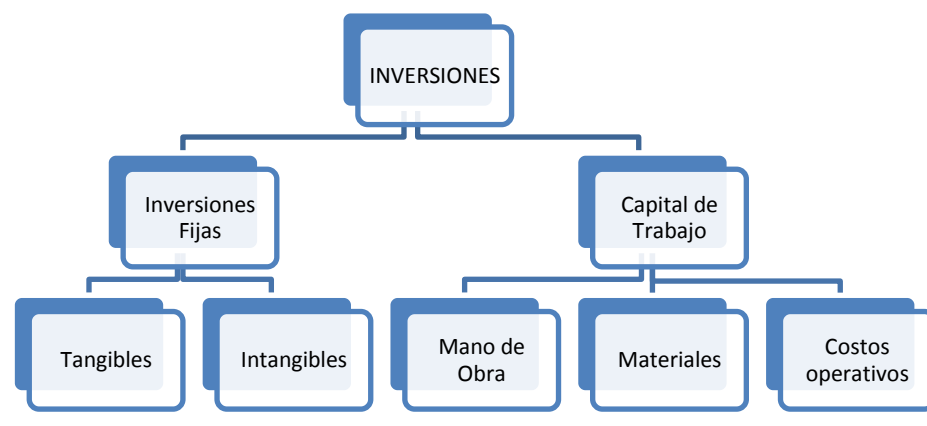 INVERSIONES
Inversiones
Fijas
Capital de
Trabajo
Tangibles
Intangibles
Mano de
Obra
Materiales
Costos
operativos